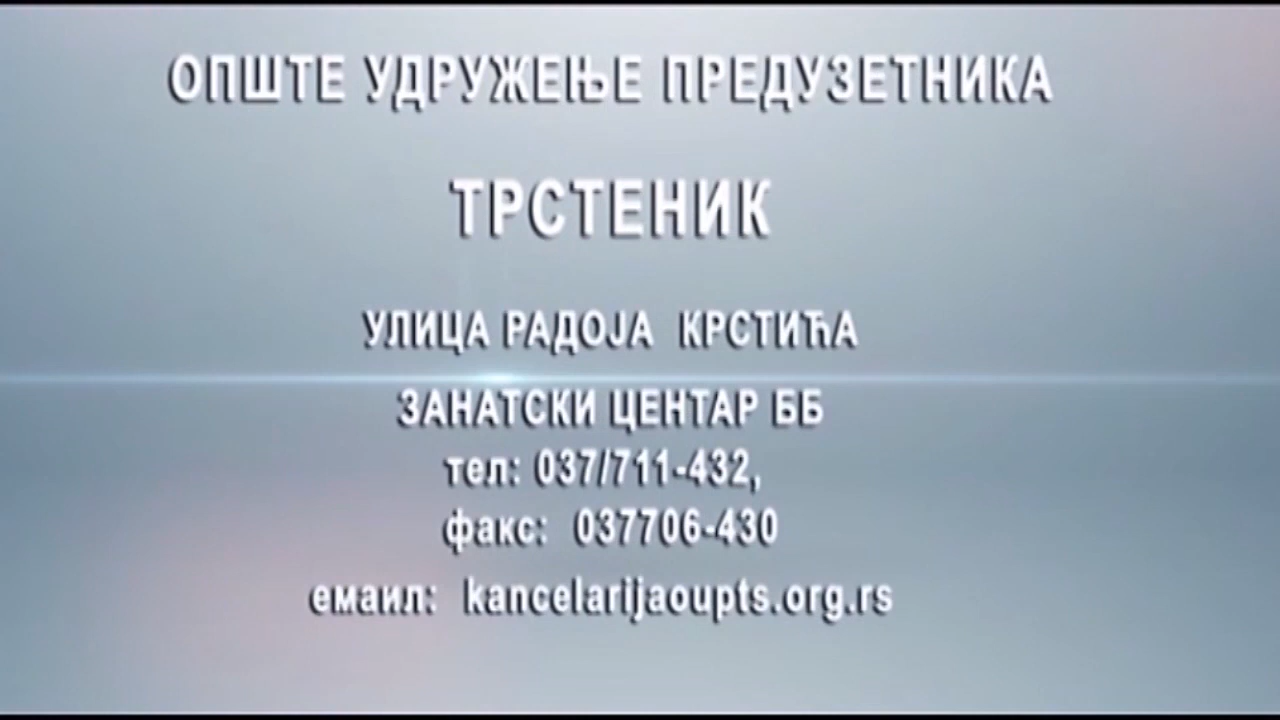 ОПШТЕ УДРУЖЕЊЕ ПРЕДУЗЕТНИКА
ТРСТЕНИК
УЛИЦА РАДОЈА КРСТИЋА
ЗАНАТСКИ ЦЕНТАР ББ
тел: 037/711-432,
факс: 037706-430
емаил: kancelarijaoupts.org.rs